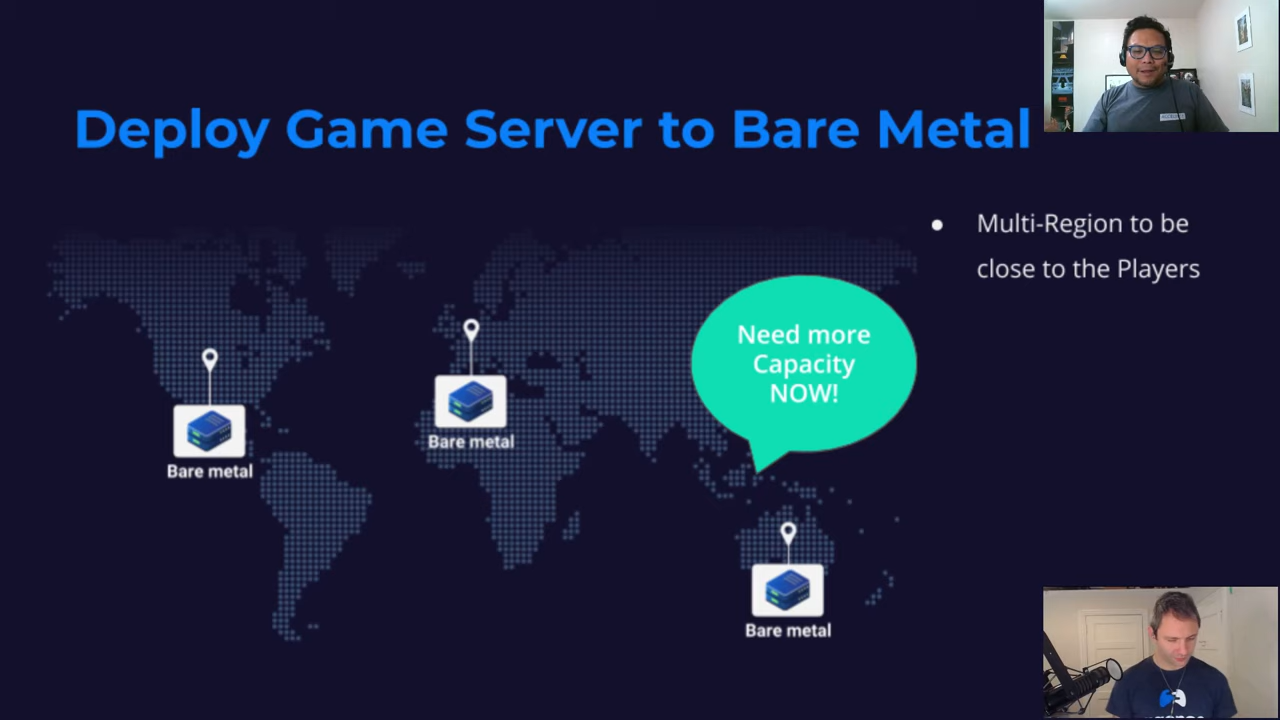 Deploy Game Server to Bare Metal
● Multi-Region to be
close to the Players
Need more
Capacity
NOW!
Bare metal
Bare metal
Bare metal